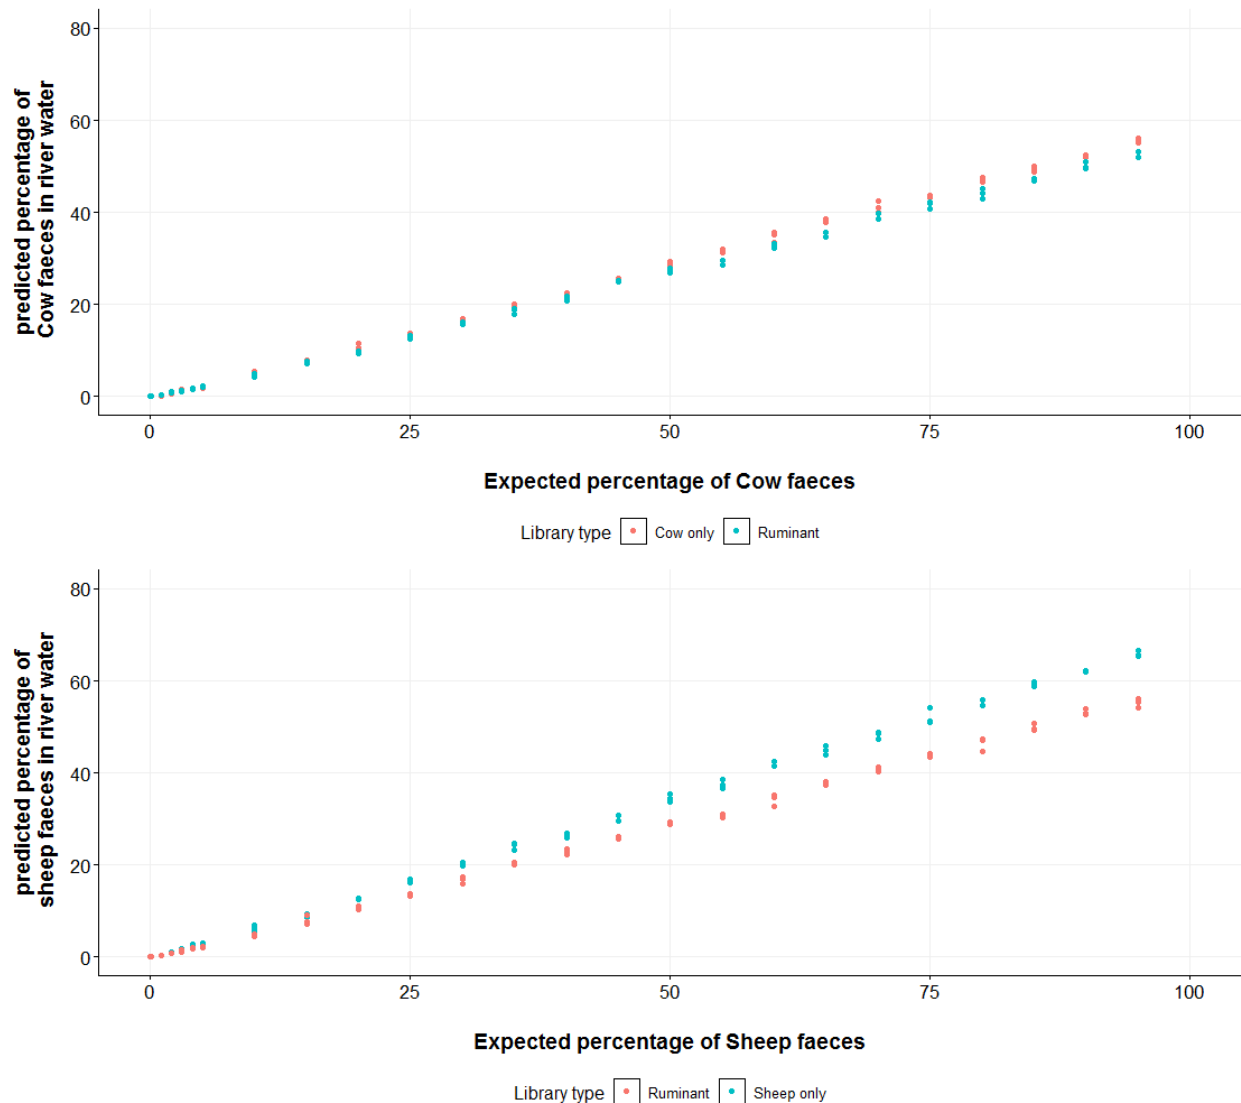 predicted percentage of
Cow faeces in river water
80
60
40
20
0
0 25 50 75 100
Expected percentage of Cow faeces
Library type Cow only Ruminant
predicted percentage of
sheep faeces in river water
80
60
40
20
0
0 25 50 75 100
Expected percentage of Sheep faeces
Library type Ruminant Sheep only